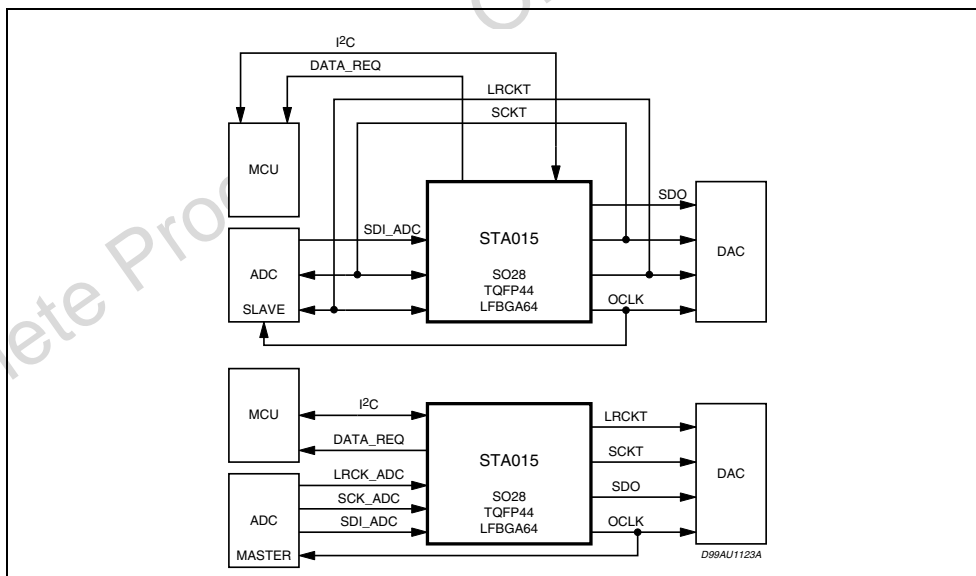 I²C
DATA_REQ
LRCKT
SCKT
MCU
SDO
SDI_ADC
STA015
DAC
ADC
SO28
TQFP44
LFBGA64
OCLK
SLAVE
MCU
I²C
LRCKT
DATA_REQ
SCKT
STA015
DAC
LRCK_ADC
SCK_ADC
SDO
SO28
TQFP44
LFBGA64
ADC
SDI_ADC
OCLK
MASTER
D99AU1123A